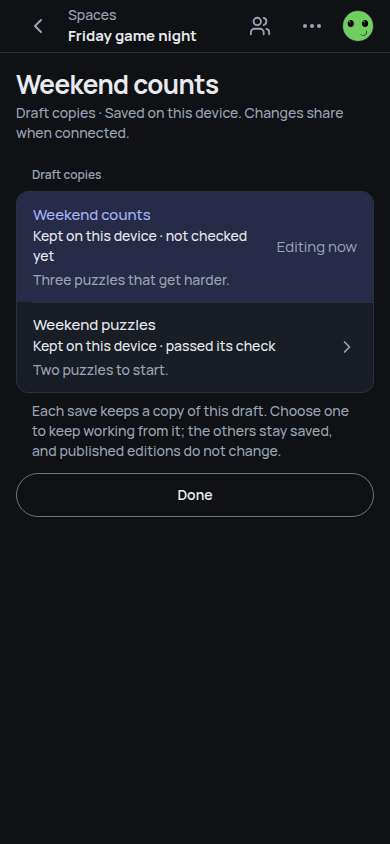 Spaces
Friday game night
Weekend counts
Draft copies · Saved on this device. Changes share
when connected.
Draft copies
Weekend counts
Kept on this device · not checked
yet
Editing now
Three puzzles that get harder.
Weekend puzzles
Kept on this device · passed its check
Two puzzles to start.
Each save keeps a copy of this draft. Choose one
to keep working from it; the others stay saved,
and published editions do not change.
Done